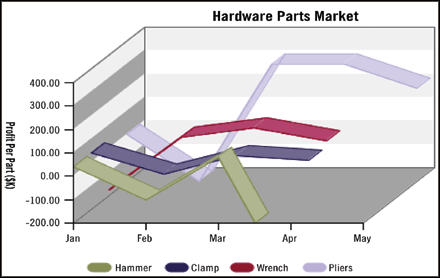 Hardware Parts Market
Profit Per Part ($K)
400.00
300.00
200.00
100.00
0.00
-100.00
-200.00
Jan Feb Mar Apr May
Hammer Clamp Wrench Pliers